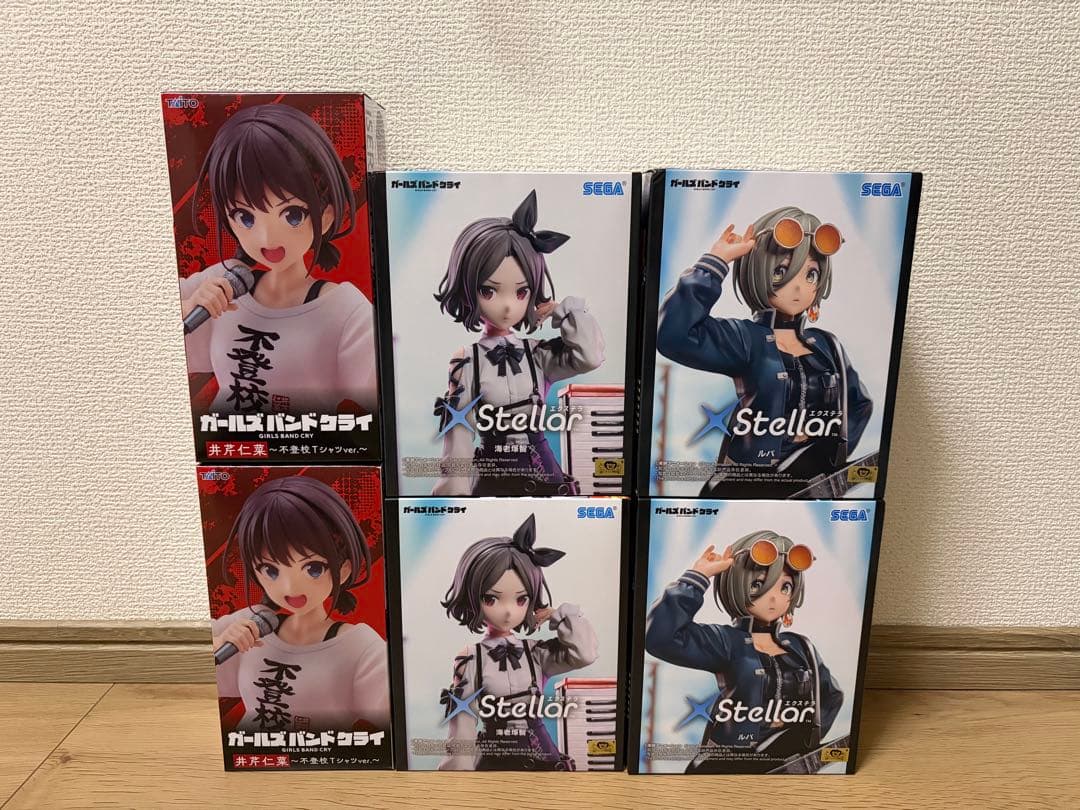 TAITO
不登校
ガールズバンドクライ
GIRLS BAND CRY
井芹仁菜 ~不登校Tシャツver.~
ガールズバンドクライ
SEGA
エクステラ
XStellar
海老塚智
ガールズバンドクライ
SEGA
エクステラ
XStellar™
ルパ
TAITO
不登校
ガールズバンドクライ
GIRLS BAND CRY
井芹仁菜 ~不登校Tシャツver.~
ガールズバンドクライ
SEGA
エクステラ
XStellar
海老塚智
ガールズバンドクライ
SEGA
エクステラ
XStellar
ルパ